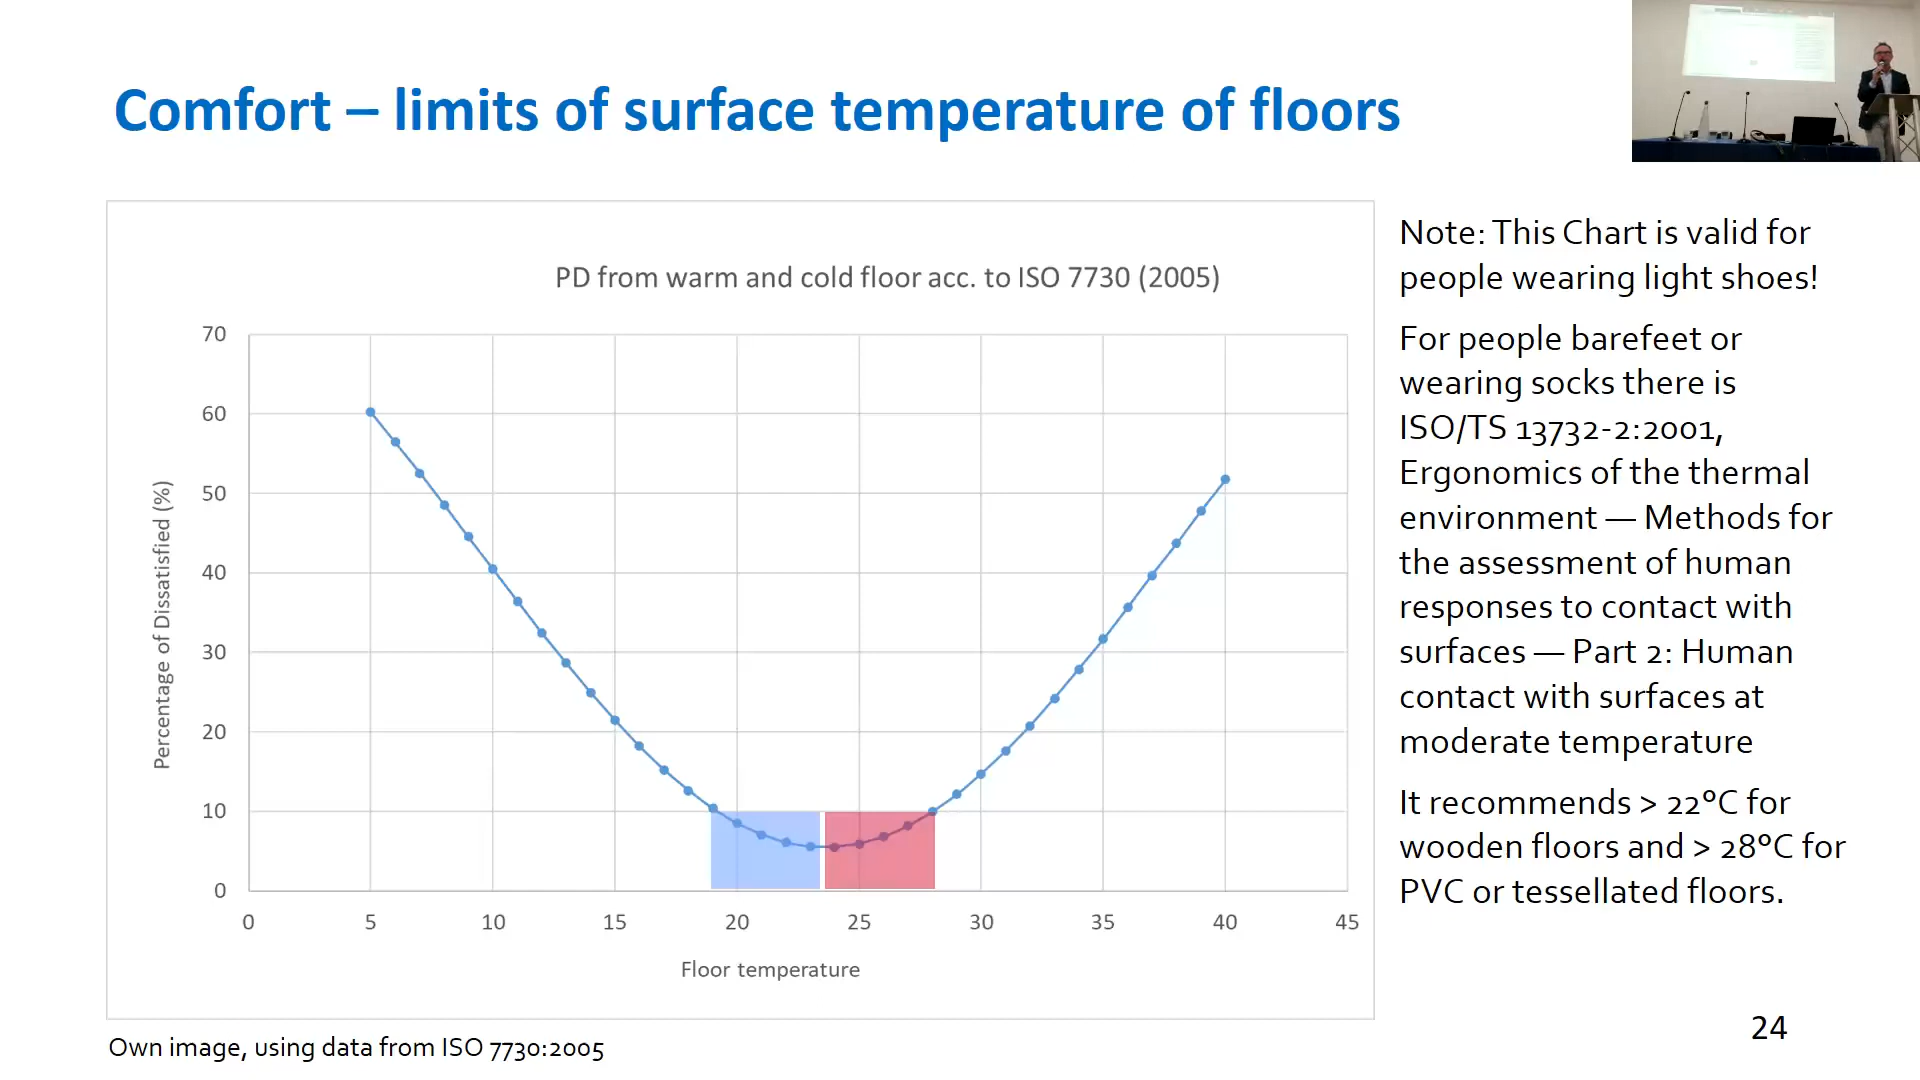 Comfort – limits of surface temperature of floors
PD from warm and cold floor acc. to ISO 7730 (2005)
Percentage of Dissatisfied (%)
70
60
50
40
30
20
10
0
0 5 10 15 20 25 30 35 40 45
Floor temperature
Own image, using data from ISO 7730:2005
Note: This Chart is valid for
people wearing light shoes!
For people barefeet or
wearing socks there is
ISO/TS 13732-2:2001,
Ergonomics of the thermal
environment — Methods for
the assessment of human
responses to contact with
surfaces — Part 2: Human
contact with surfaces at
moderate temperature
It recommends > 22°C for
wooden floors and > 28°C for
PVC or tessellated floors.
24